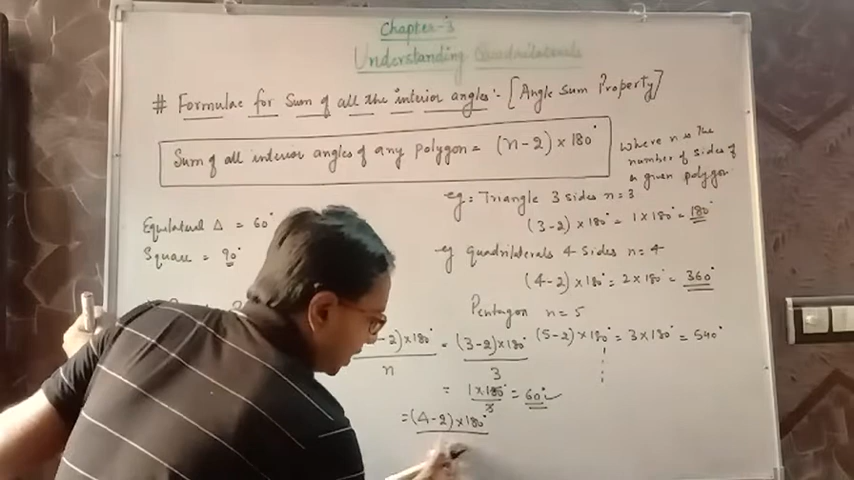 Chapter-3
Understanding Quadrilaterals
# Formulae for Sum of all the interior angles:- [Angle Sum Property]
Sum of all interior angles of any polygon = (n-2) × 180°
where n is the
number of sides of
a given polygon
eg:- Triangle 3 sides n = 3
(3-2) × 180° = 1 × 180° = 180°
Equilateral Δ = 60°
Square = 90°
eg Quadrilaterals 4 sides n = 4
(4-2) × 180° = 2 × 180° = 360°
Pentagon n = 5
(5-2) × 180° = 3 × 180° = 540°
-2) × 180° = (3-2) × 180°
n 3
= 1 × 180° = 60°
3
= (4-2) × 180°